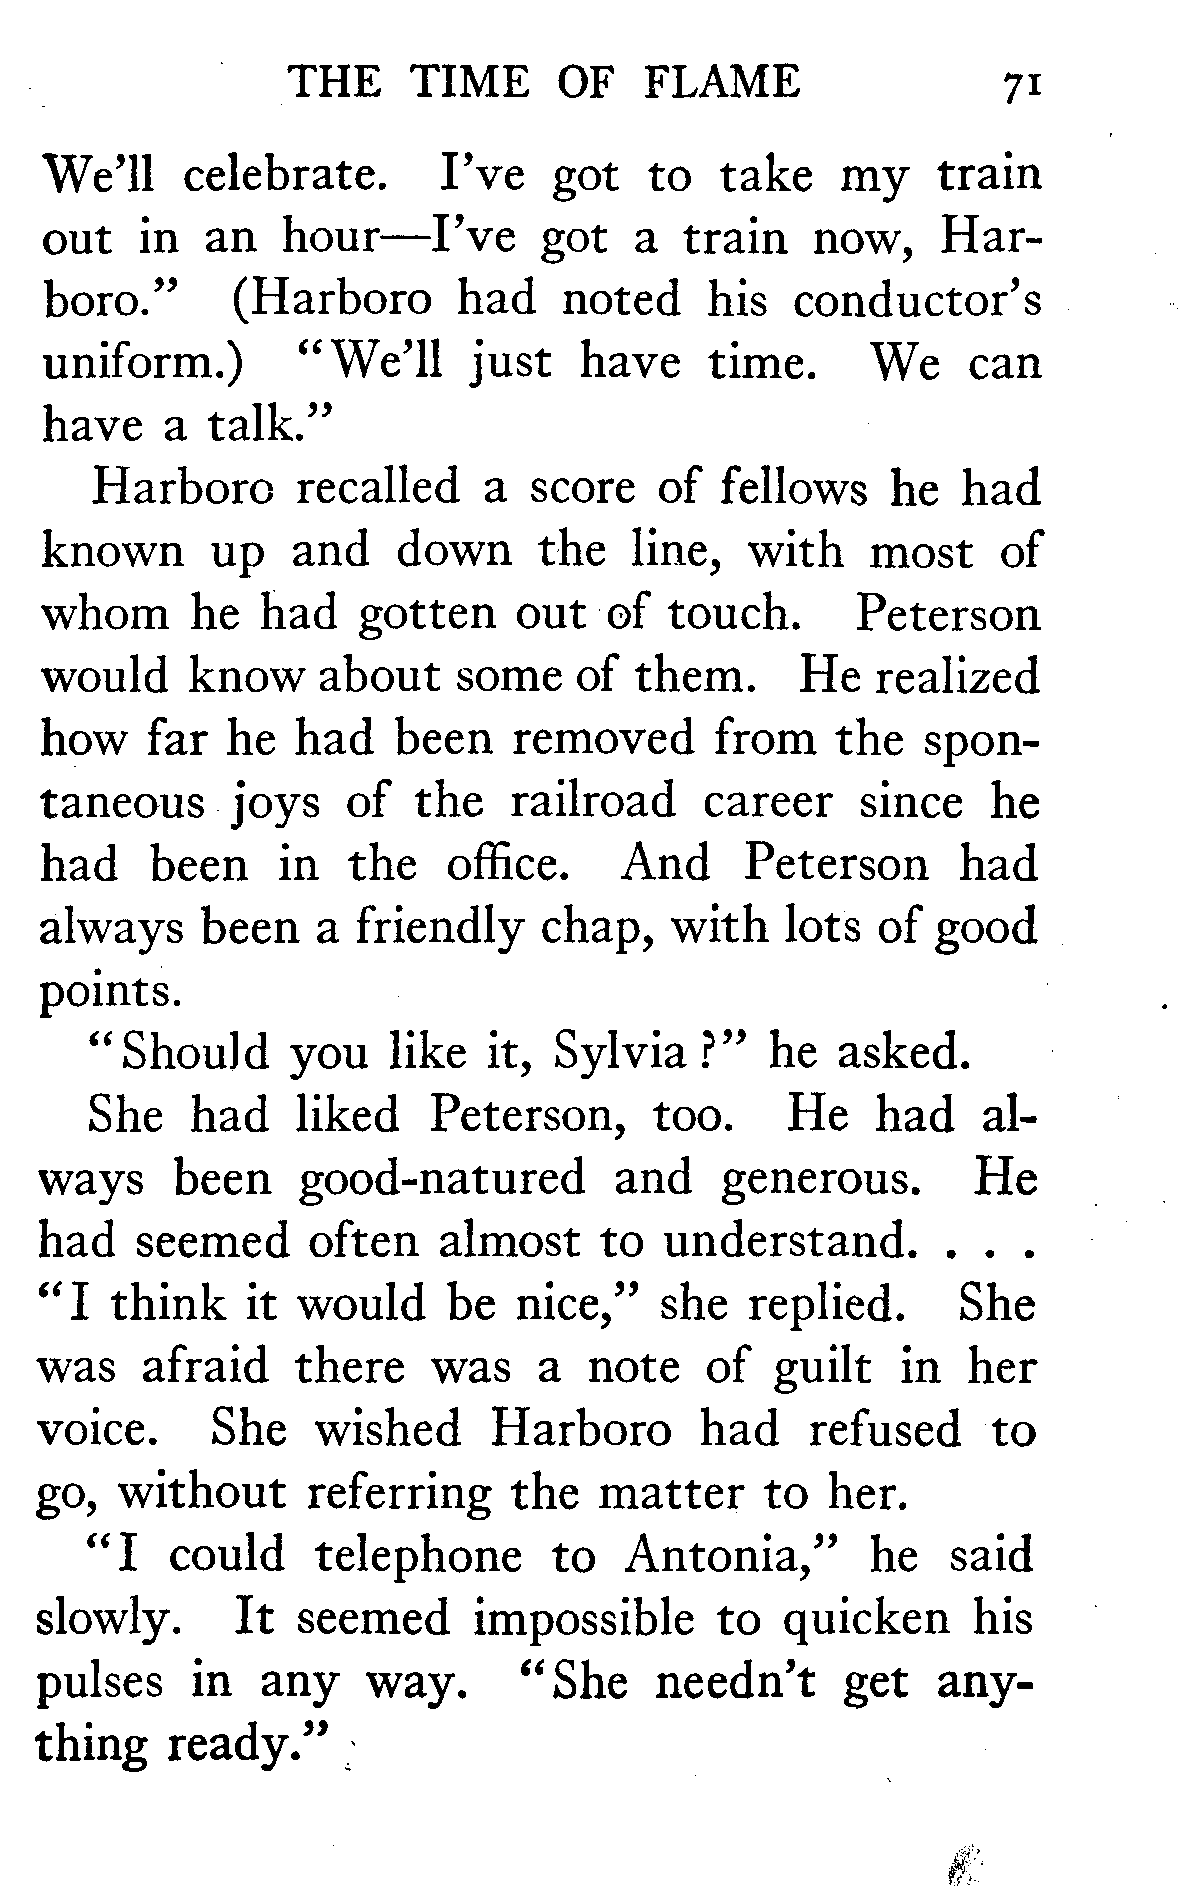 THE TIME OF FLAME 71
We'll celebrate. I've got to take my train
out in an hour—I've got a train now, Har-
boro." (Harboro had noted his conductor's
uniform.) "We'll just have time. We can
have a talk."
Harboro recalled a score of fellows he had
known up and down the line, with most of
whom he had gotten out of touch. Peterson
would know about some of them. He realized
how far he had been removed from the spon-
taneous joys of the railroad career since he
had been in the office. And Peterson had
always been a friendly chap, with lots of good
points.
"Should you like it, Sylvia?" he asked.
She had liked Peterson, too. He had al-
ways been good-natured and generous. He
had seemed often almost to understand. . . .
"I think it would be nice," she replied. She
was afraid there was a note of guilt in her
voice. She wished Harboro had refused to
go, without referring the matter to her.
"I could telephone to Antonia," he said
slowly. It seemed impossible to quicken his
pulses in any way. "She needn't get any-
thing ready."